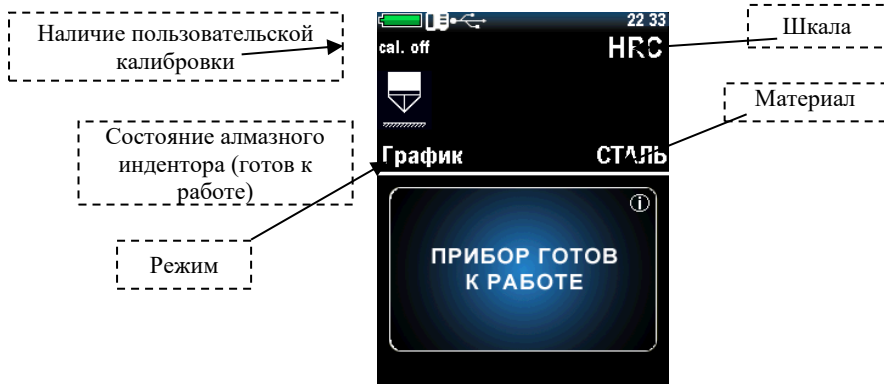 Наличие пользовательской
калибровки
22 33
Шкала
cal. off
HRC
Материал
Состояние алмазного
индентора (готов к
работе)
График
СТАЛЬ
Режим
ПРИБОР ГОТОВ
К РАБОТЕ